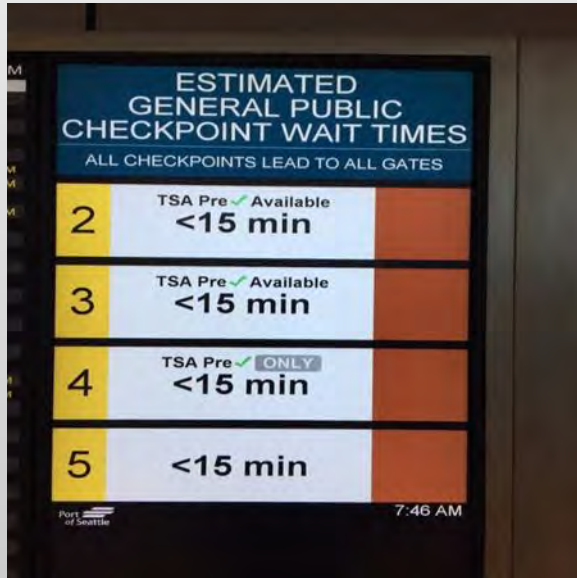 M
ESTIMATED
GENERAL PUBLIC
CHECKPOINT WAIT TIMES
ALL CHECKPOINTS LEAD TO ALL GATES
2
TSA Pre✓ Available
<15 min
3
TSA Pre✓ Available
<15 min
4
TSA Pre✓ ONLY
<15 min
5
<15 min
Port
of Seattle
7:46 AM